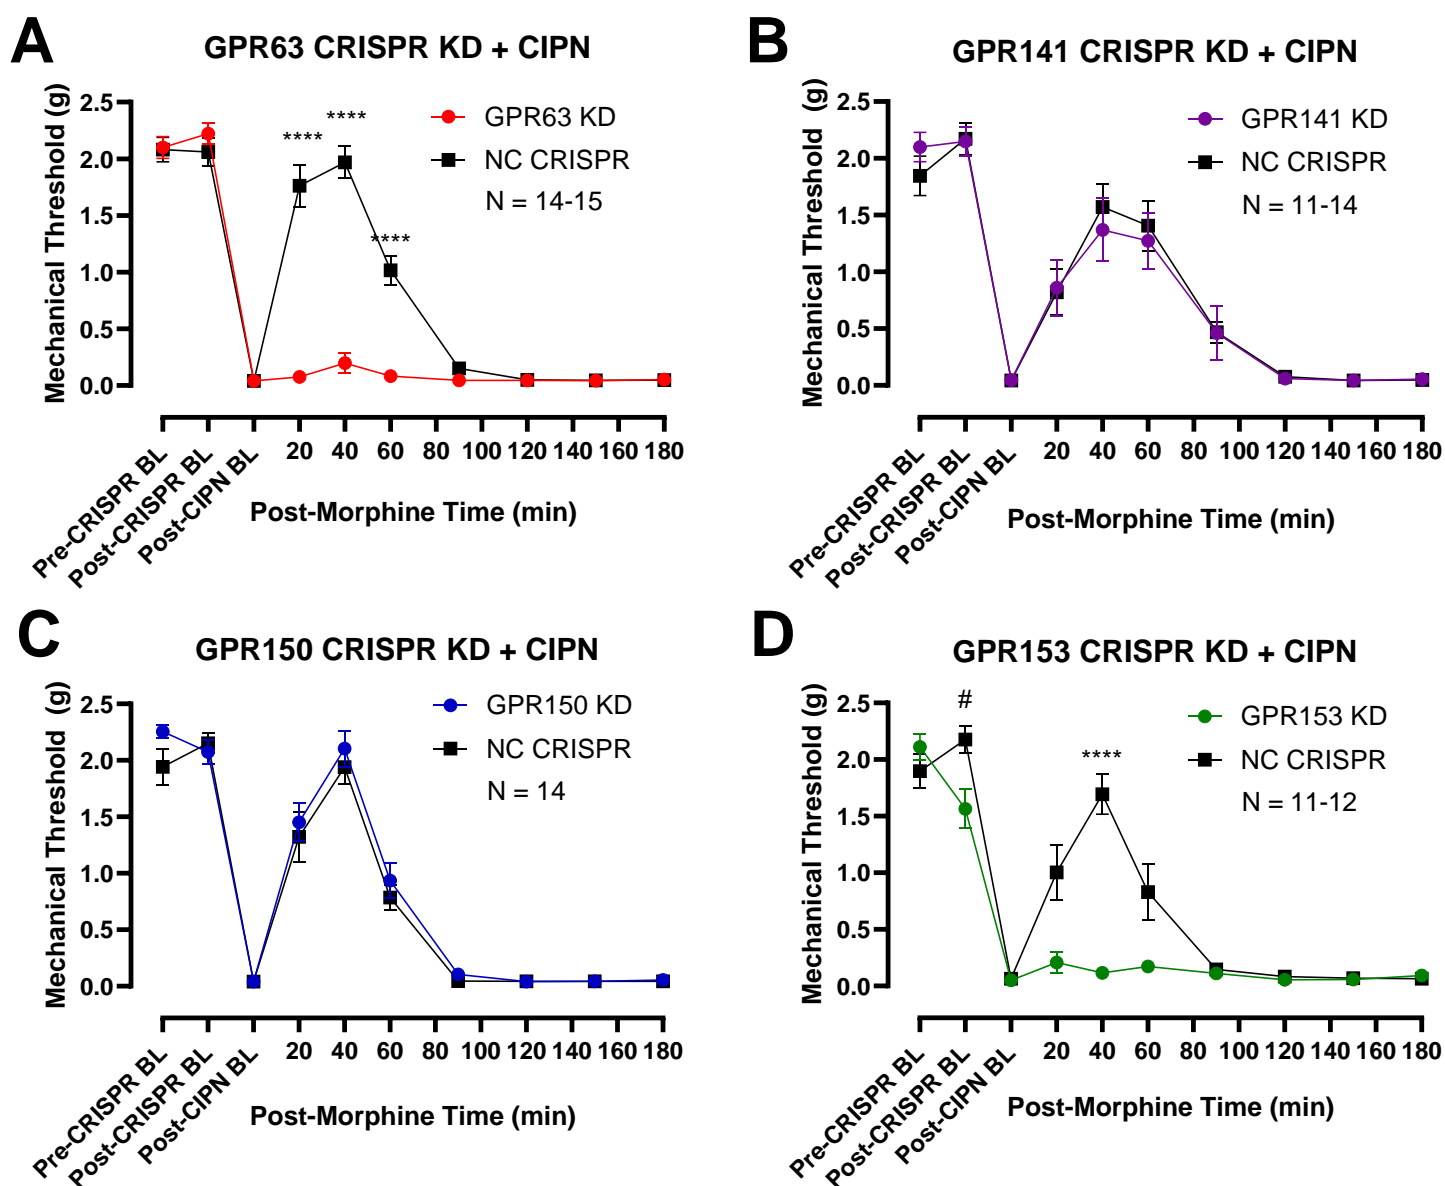 A
GPR63 CRISPR KD + CIPN
Mechanical Threshold (g)
2.5
2.0
1.5
1.0
0.5
0.0
****
****
****
GPR63 KD
NC CRISPR
N = 14-15
Pre-CRISPR BL
Post-CRISPR BL
Post-CIPN BL
20 40 60 80 100 120 140 160 180
Post-Morphine Time (min)
B
GPR141 CRISPR KD + CIPN
Mechanical Threshold (g)
2.5
2.0
1.5
1.0
0.5
0.0
GPR141 KD
NC CRISPR
N = 11-14
Pre-CRISPR BL
Post-CRISPR BL
Post-CIPN BL
20 40 60 80 100 120 140 160 180
Post-Morphine Time (min)
C
GPR150 CRISPR KD + CIPN
Mechanical Threshold (g)
2.5
2.0
1.5
1.0
0.5
0.0
GPR150 KD
NC CRISPR
N = 14
Pre-CRISPR BL
Post-CRISPR BL
Post-CIPN BL
20 40 60 80 100 120 140 160 180
Post-Morphine Time (min)
D
GPR153 CRISPR KD + CIPN
Mechanical Threshold (g)
2.5
2.0
1.5
1.0
0.5
0.0
#
****
GPR153 KD
NC CRISPR
N = 11-12
Pre-CRISPR BL
Post-CRISPR BL
Post-CIPN BL
20 40 60 80 100 120 140 160 180
Post-Morphine Time (min)